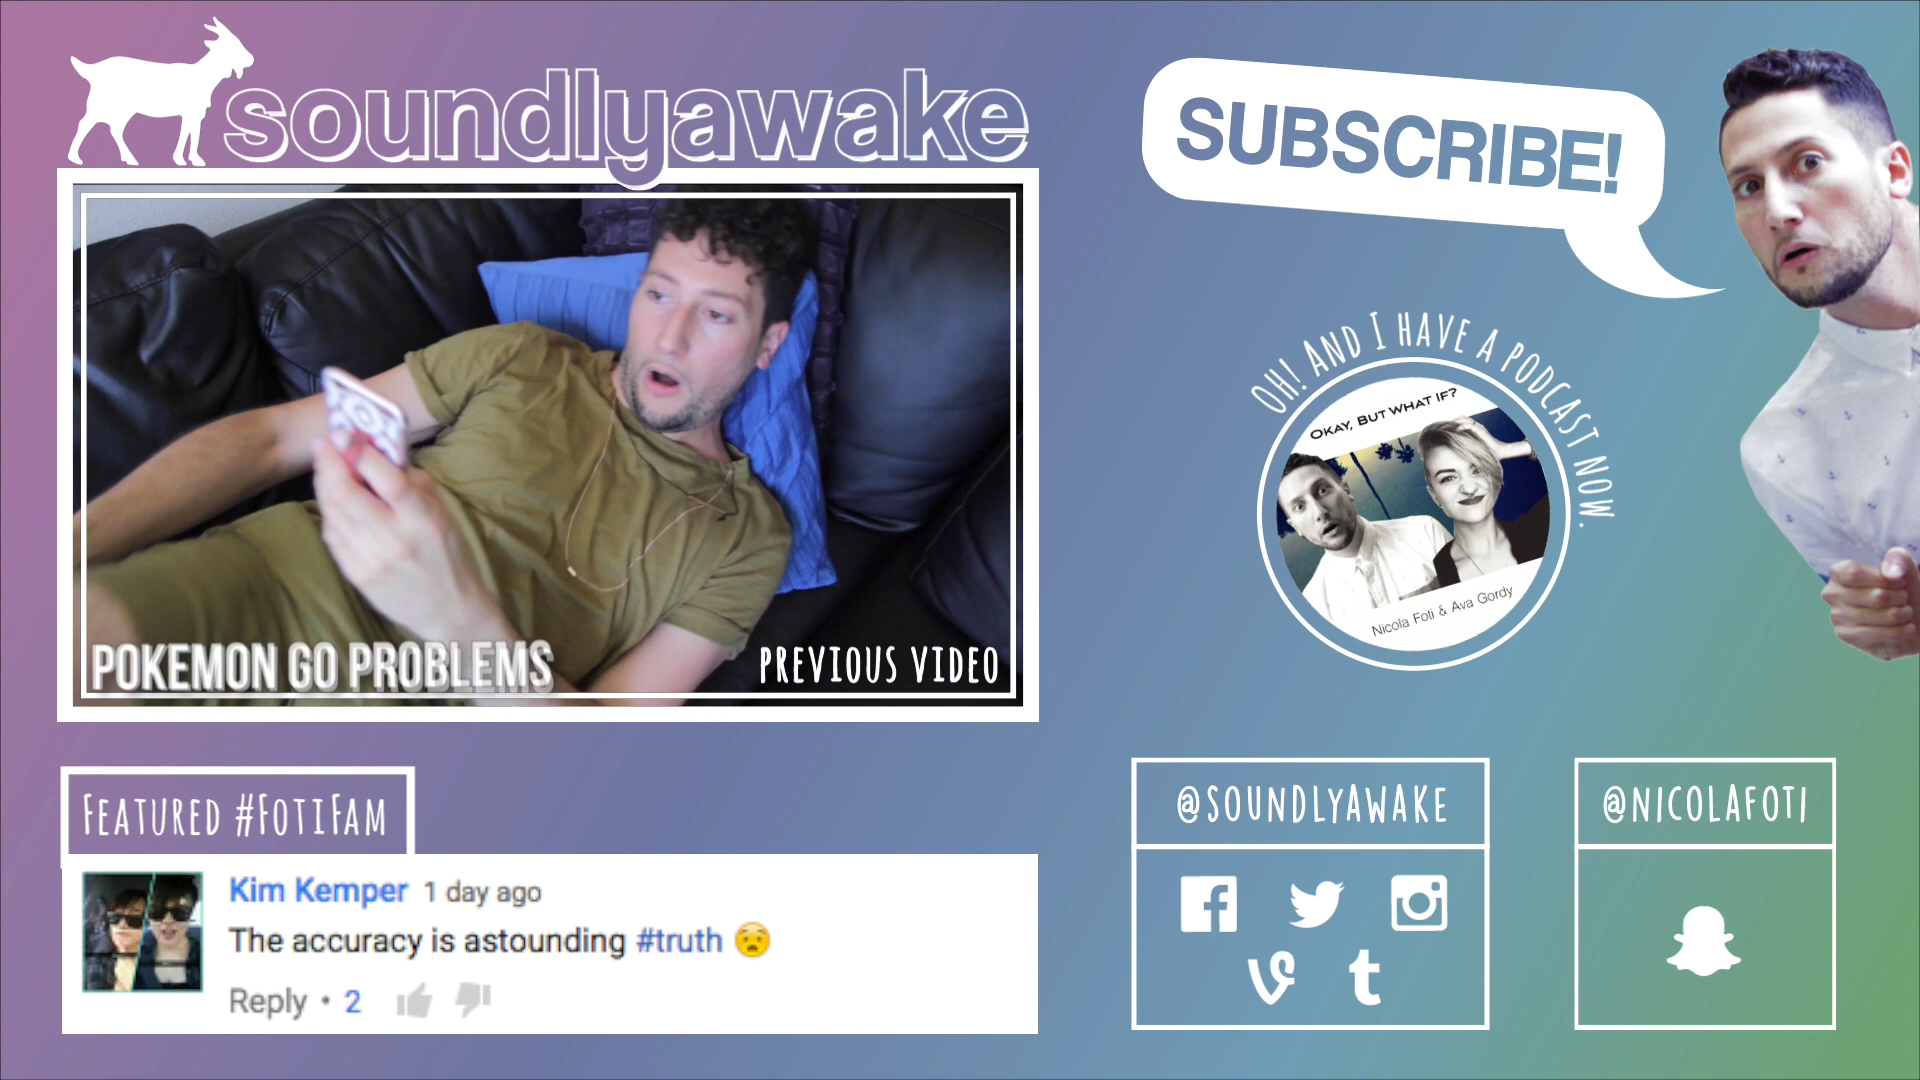 soundlyawake
SUBSCRIBE!
POKEMON GO PROBLEMS
PREVIOUS VIDEO
OH! AND I HAVE A PODCAST NOW.
OKAY, BUT WHAT IF?
Nicola Foti & Ava Gordy
FEATURED #FOTIFAM
Kim Kemper 1 day ago
The accuracy is astounding #truth 😧
Reply • 2
@SOUNDLYAWAKE
@NICOLAFOTI